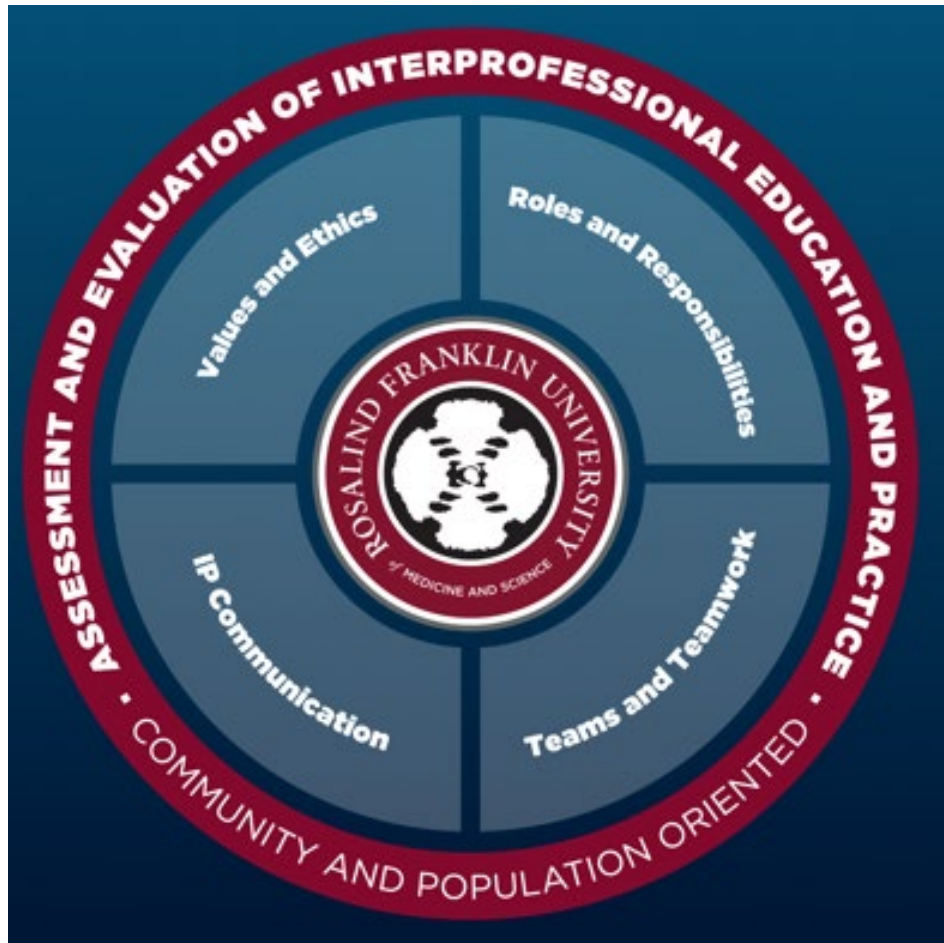 ASSESSMENT AND EVALUATION OF INTERPROFESSIONAL EDUCATION AND PRACTICE
• COMMUNITY AND POPULATION ORIENTED •
Values and Ethics
Roles and Responsibilities
IP Communication
Teams and Teamwork
ROSALIND FRANKLIN UNIVERSITY
of MEDICINE AND SCIENCE